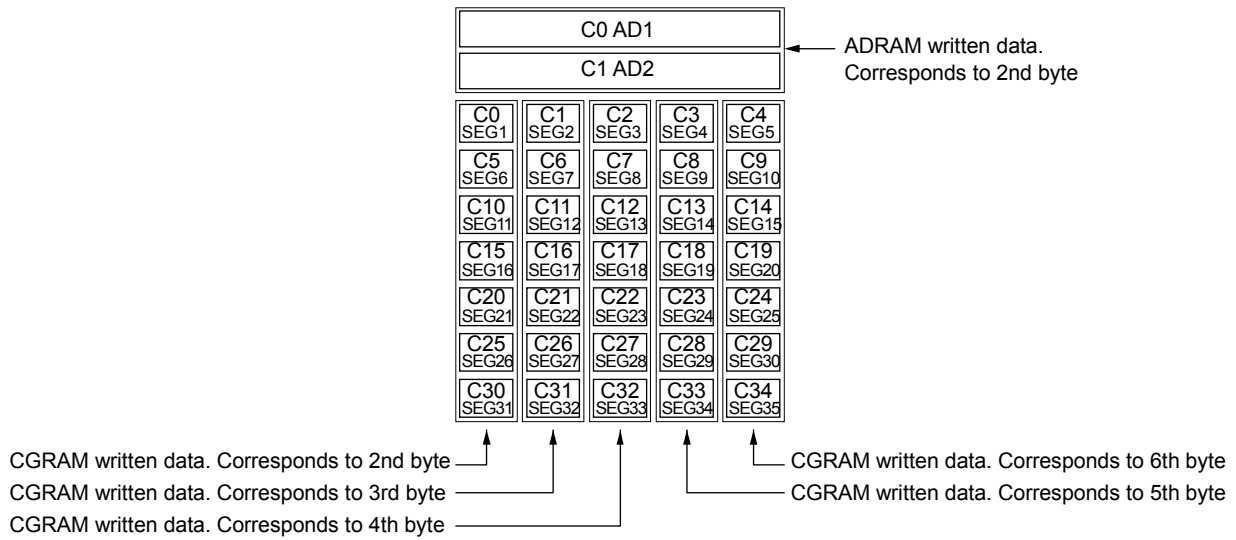 C0 AD1
C1 AD2
ADRAM written data.
Corresponds to 2nd byte
C0 C1 C2 C3 C4
SEG1 SEG2 SEG3 SEG4 SEG5
C5 C6 C7 C8 C9
SEG6 SEG7 SEG8 SEG9 SEG10
C10 C11 C12 C13 C14
SEG11 SEG12 SEG13 SEG14 SEG15
C15 C16 C17 C18 C19
SEG16 SEG17 SEG18 SEG19 SEG20
C20 C21 C22 C23 C24
SEG21 SEG22 SEG23 SEG24 SEG25
C25 C26 C27 C28 C29
SEG26 SEG27 SEG28 SEG29 SEG30
C30 C31 C32 C33 C34
SEG31 SEG32 SEG33 SEG34 SEG35
CGRAM written data. Corresponds to 2nd byte
CGRAM written data. Corresponds to 3rd byte
CGRAM written data. Corresponds to 4th byte
CGRAM written data. Corresponds to 6th byte
CGRAM written data. Corresponds to 5th byte